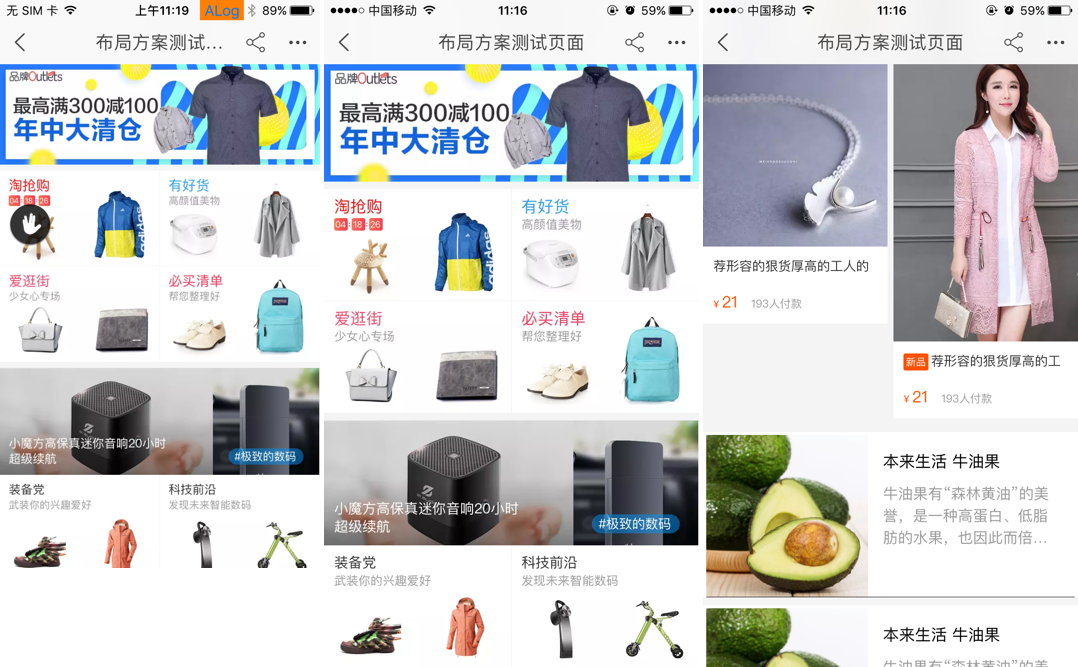 无 SIM 卡 上午11:19 ALog 89%
布局方案测试...
品牌Outlets
最高满300减100
年中大清仓
淘抢购
04:18:26
有好货
高颜值美物
爱逛街
少女心专场
必买清单
帮您整理好
小魔方高保真迷你音响20小时
超级续航
#极致的数码
装备党
武装你的兴趣爱好
科技前沿
发现未来智能数码
中国移动 11:16 59%
布局方案测试页面
品牌Outlets
最高满300减100
年中大清仓
淘抢购
04:18:26
有好货
高颜值美物
爱逛街
少女心专场
必买清单
帮您整理好
小魔方高保真迷你音响20小时
超级续航
#极致的数码
装备党
武装你的兴趣爱好
科技前沿
发现未来智能数码
中国移动 11:16 59%
布局方案测试页面
荐形容的狠货厚高的工人的
¥21 193人付款
新品 荐形容的狠货厚高的工
¥21 193人付款
本来生活 牛油果
牛油果有“森林黄油”的美
誉，是一种高蛋白、低脂
肪的水果，也因此而倍...
本来生活 牛油果
牛油果有“森林黄油”的美